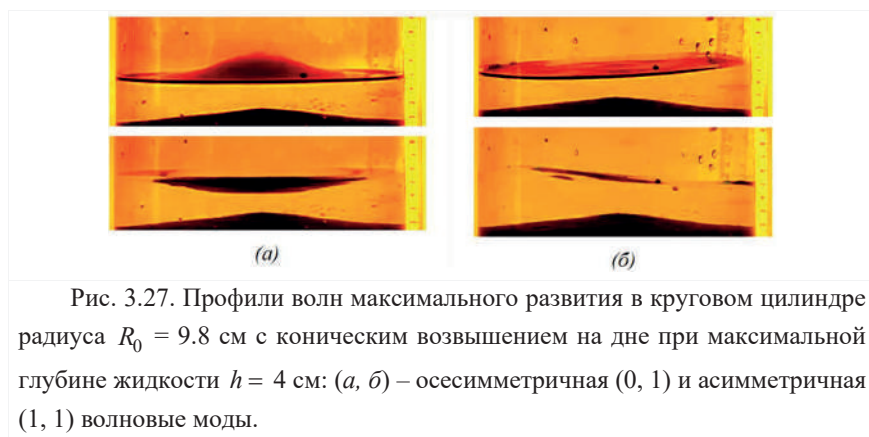 (а)
(б)
Рис. 3.27. Профили волн максимального развития в круговом цилиндре
радиуса R₀ = 9.8 см с коническим возвышением на дне при максимальной
глубине жидкости h = 4 см: (а, б) – осесимметричная (0, 1) и асимметричная
(1, 1) волновые моды.